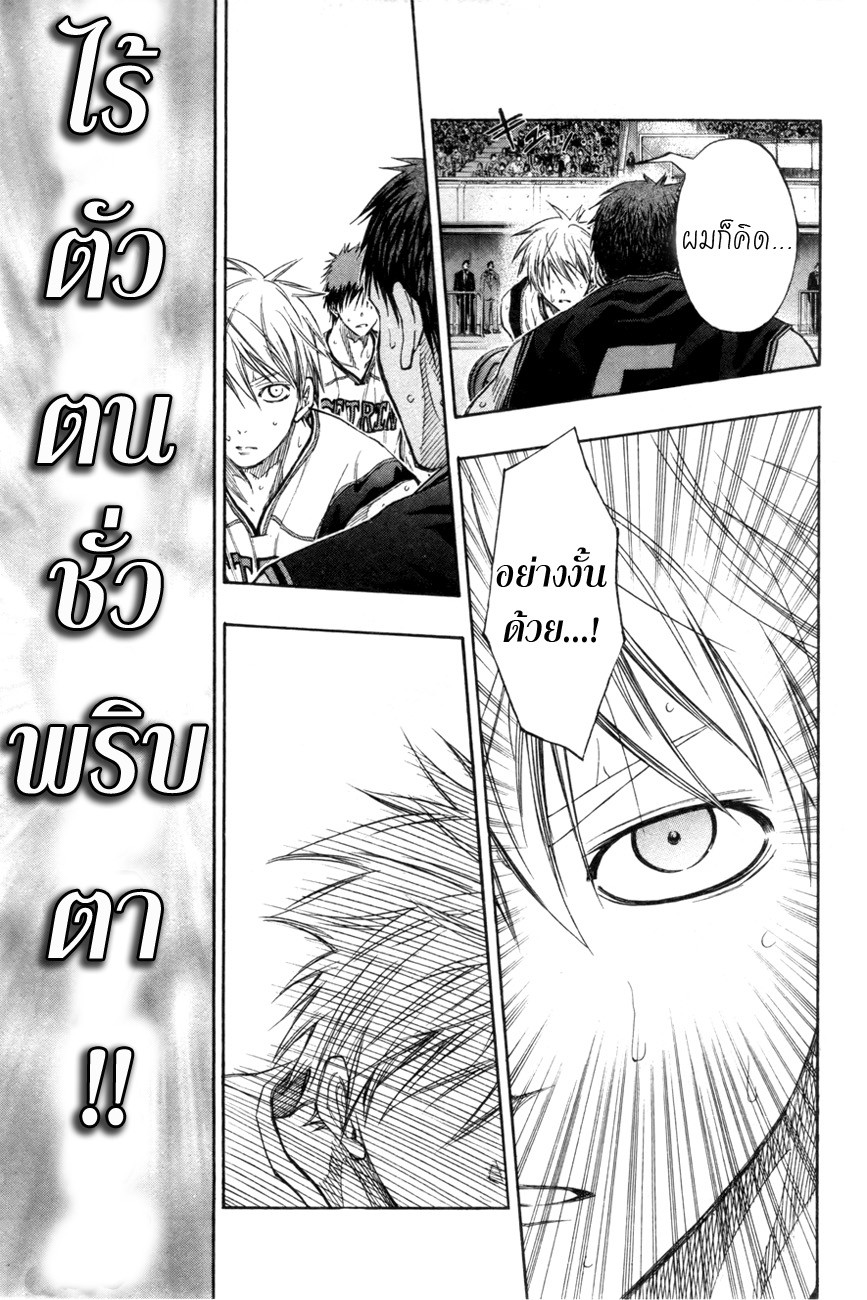 ผมก็คิด...
อย่างงั้น
ด้วย...!
ไร้
ตัว
ตน
ชั่ว
พริบ
ตา
!!